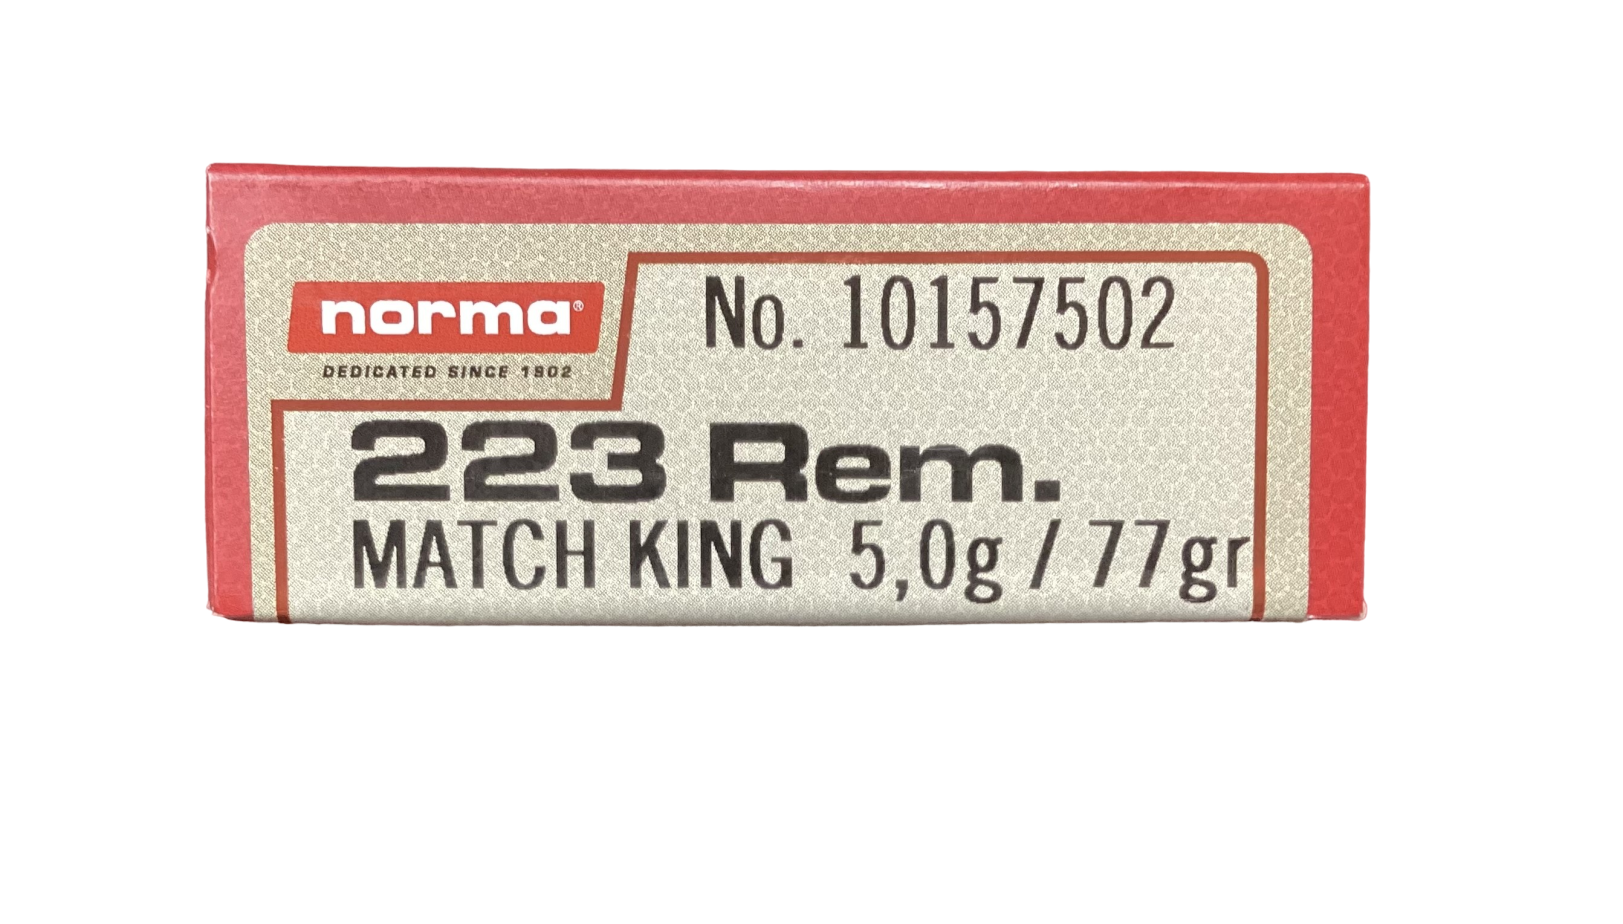 norma®
DEDICATED SINCE 1902
No. 10157502
223 Rem.
MATCH KING 5,0g / 77gr